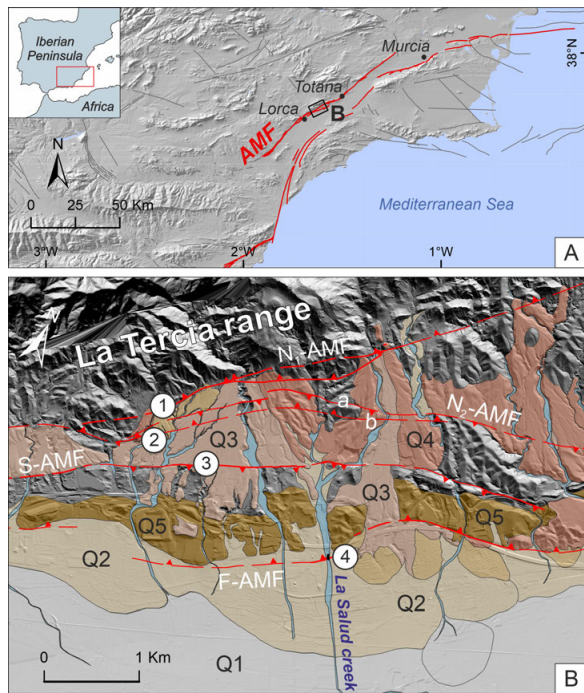 Iberian
Peninsula
Africa
38°N
Murcia
Totana
Lorca
B
AMF
N
0 25 50 Km
Mediterranean Sea
3°W
2°W
1°W
A
La Tercia range
N₁-AMF
1
a
2
b
N₂-AMF
Q3
Q4
S-AMF
3
Q3
Q5
Q5
4
Q2
F-AMF
Q2
La Salud creek
0 1 Km
Q1
B